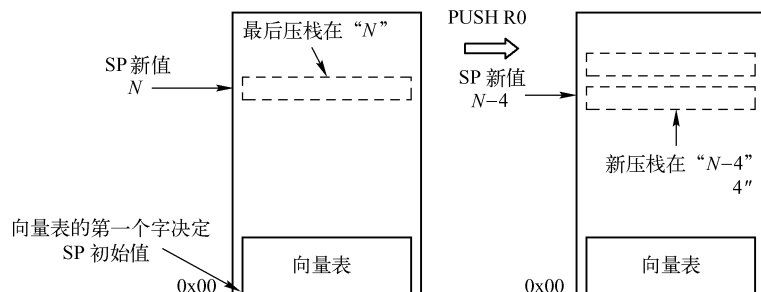 最后压栈在“N”
SP 新值
N
向量表的第一个字决定
SP 初始值
0x00
向量表
PUSH R0
SP 新值
N−4
新压栈在“N−4”
4″
0x00
向量表